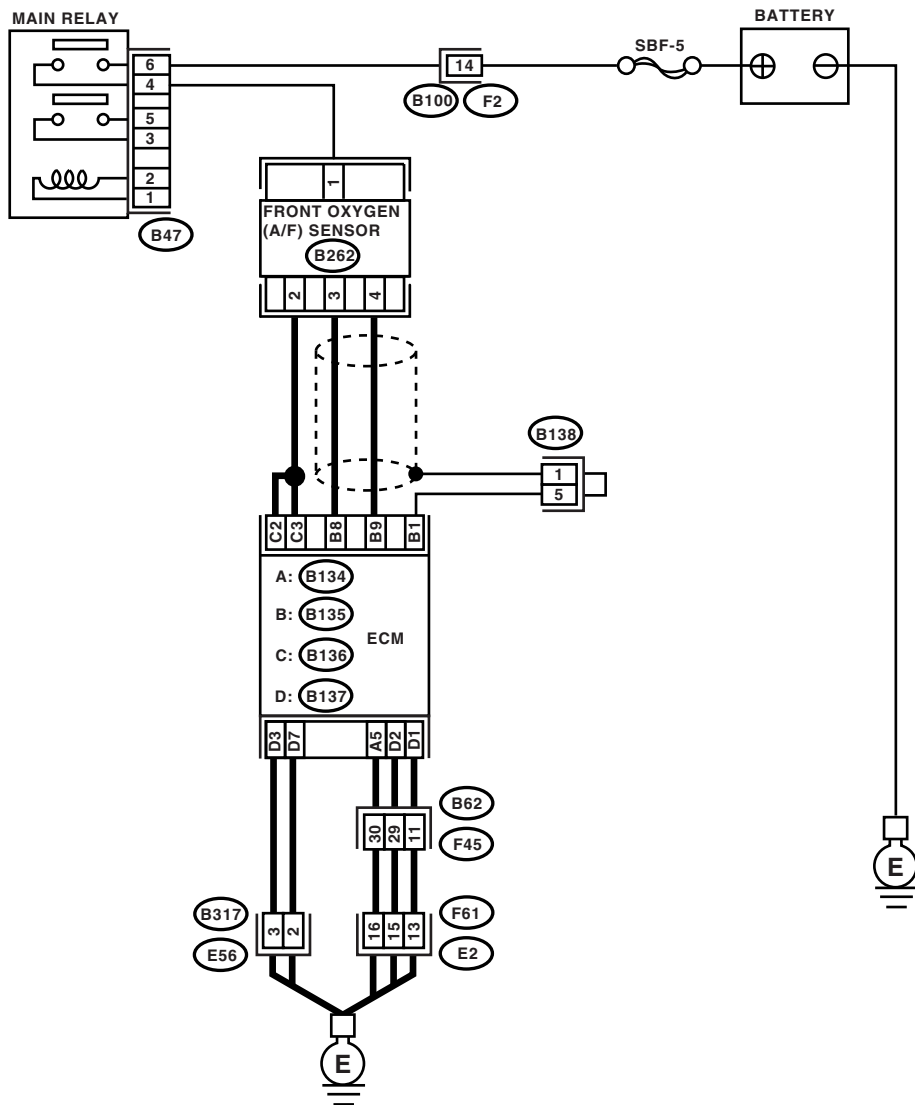 MAIN RELAY
BATTERY
SBF-5
6
4
5
3
2
1
B47
14
B100
F2
1
FRONT OXYGEN
(A/F) SENSOR
B262
2
3
4
B138
1
5
C2
C3
B8
B9
B1
A: B134
B: B135
ECM
C: B136
D: B137
D3
D7
A5
D2
D1
B62
30
29
11
F45
B317
3
2
E56
F61
16
15
13
E2
E
E